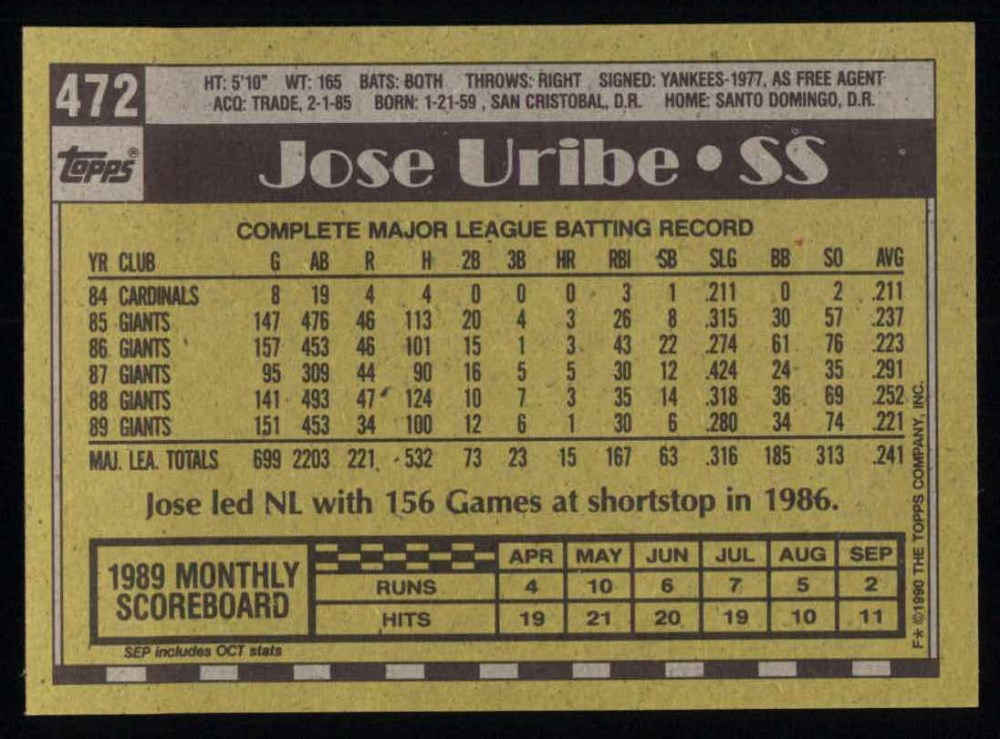 472
HT: 5'10" WT: 165 BATS: BOTH THROWS: RIGHT SIGNED: YANKEES-1977, AS FREE AGENT
ACQ: TRADE, 2-1-85 BORN: 1-21-59, SAN CRISTOBAL, D.R. HOME: SANTO DOMINGO, D.R.
topps®
Jose Uribe • SS
COMPLETE MAJOR LEAGUE BATTING RECORD
YR CLUB G AB R H 2B 3B HR RBI SB SLG BB SO AVG
84 CARDINALS 8 19 4 4 0 0 0 3 1 .211 0 2 .211
85 GIANTS 147 476 46 113 20 4 3 26 8 .315 30 57 .237
86 GIANTS 157 453 46 101 15 1 3 43 22 .274 61 76 .223
87 GIANTS 95 309 44 90 16 5 5 30 12 .424 24 35 .291
88 GIANTS 141 493 47 124 10 7 3 35 14 .318 36 69 .252
89 GIANTS 151 453 34 100 12 6 1 30 6 .280 34 74 .221
MAJ. LEA. TOTALS 699 2203 221 532 73 23 15 167 63 .316 185 313 .241
Jose led NL with 156 Games at shortstop in 1986.
1989 MONTHLY
SCOREBOARD
APR MAY JUN JUL AUG SEP
RUNS 4 10 6 7 5 2
HITS 19 21 20 19 10 11
SEP includes OCT stats
F* ©1990 THE TOPPS COMPANY, INC.